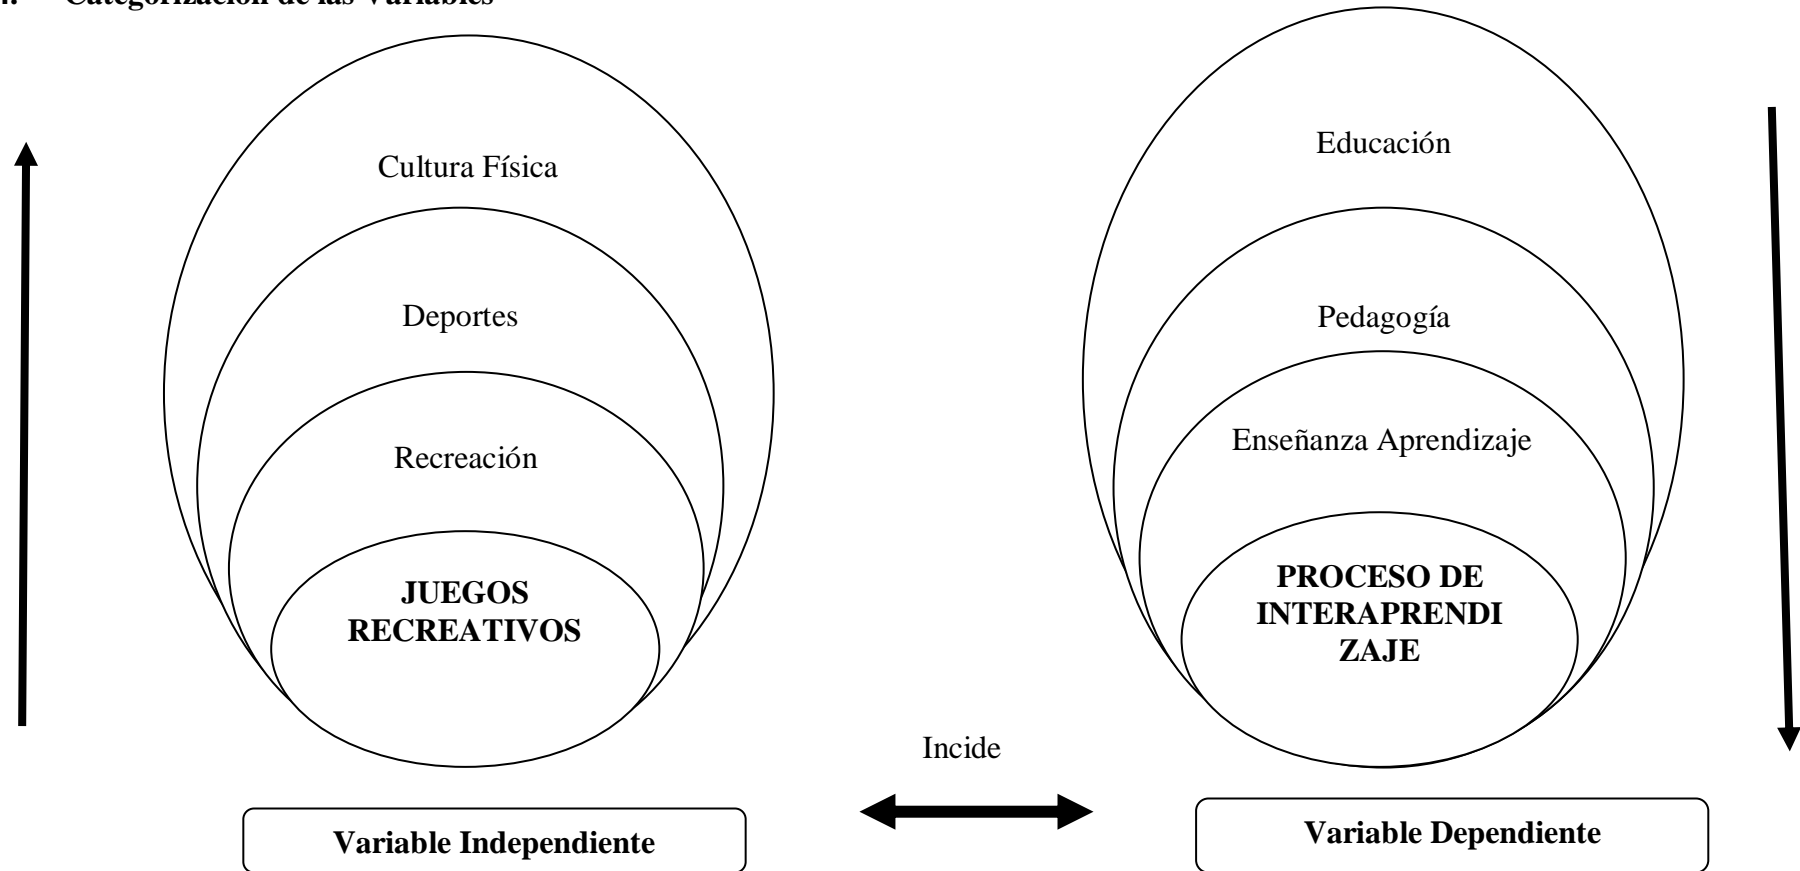 4. Categorización de las Variables
Cultura Física
Deportes
Recreación
JUEGOS
RECREATIVOS
Variable Independiente
Incide
Educación
Pedagogía
Enseñanza Aprendizaje
PROCESO DE
INTERAPRENDI
ZAJE
Variable Dependiente